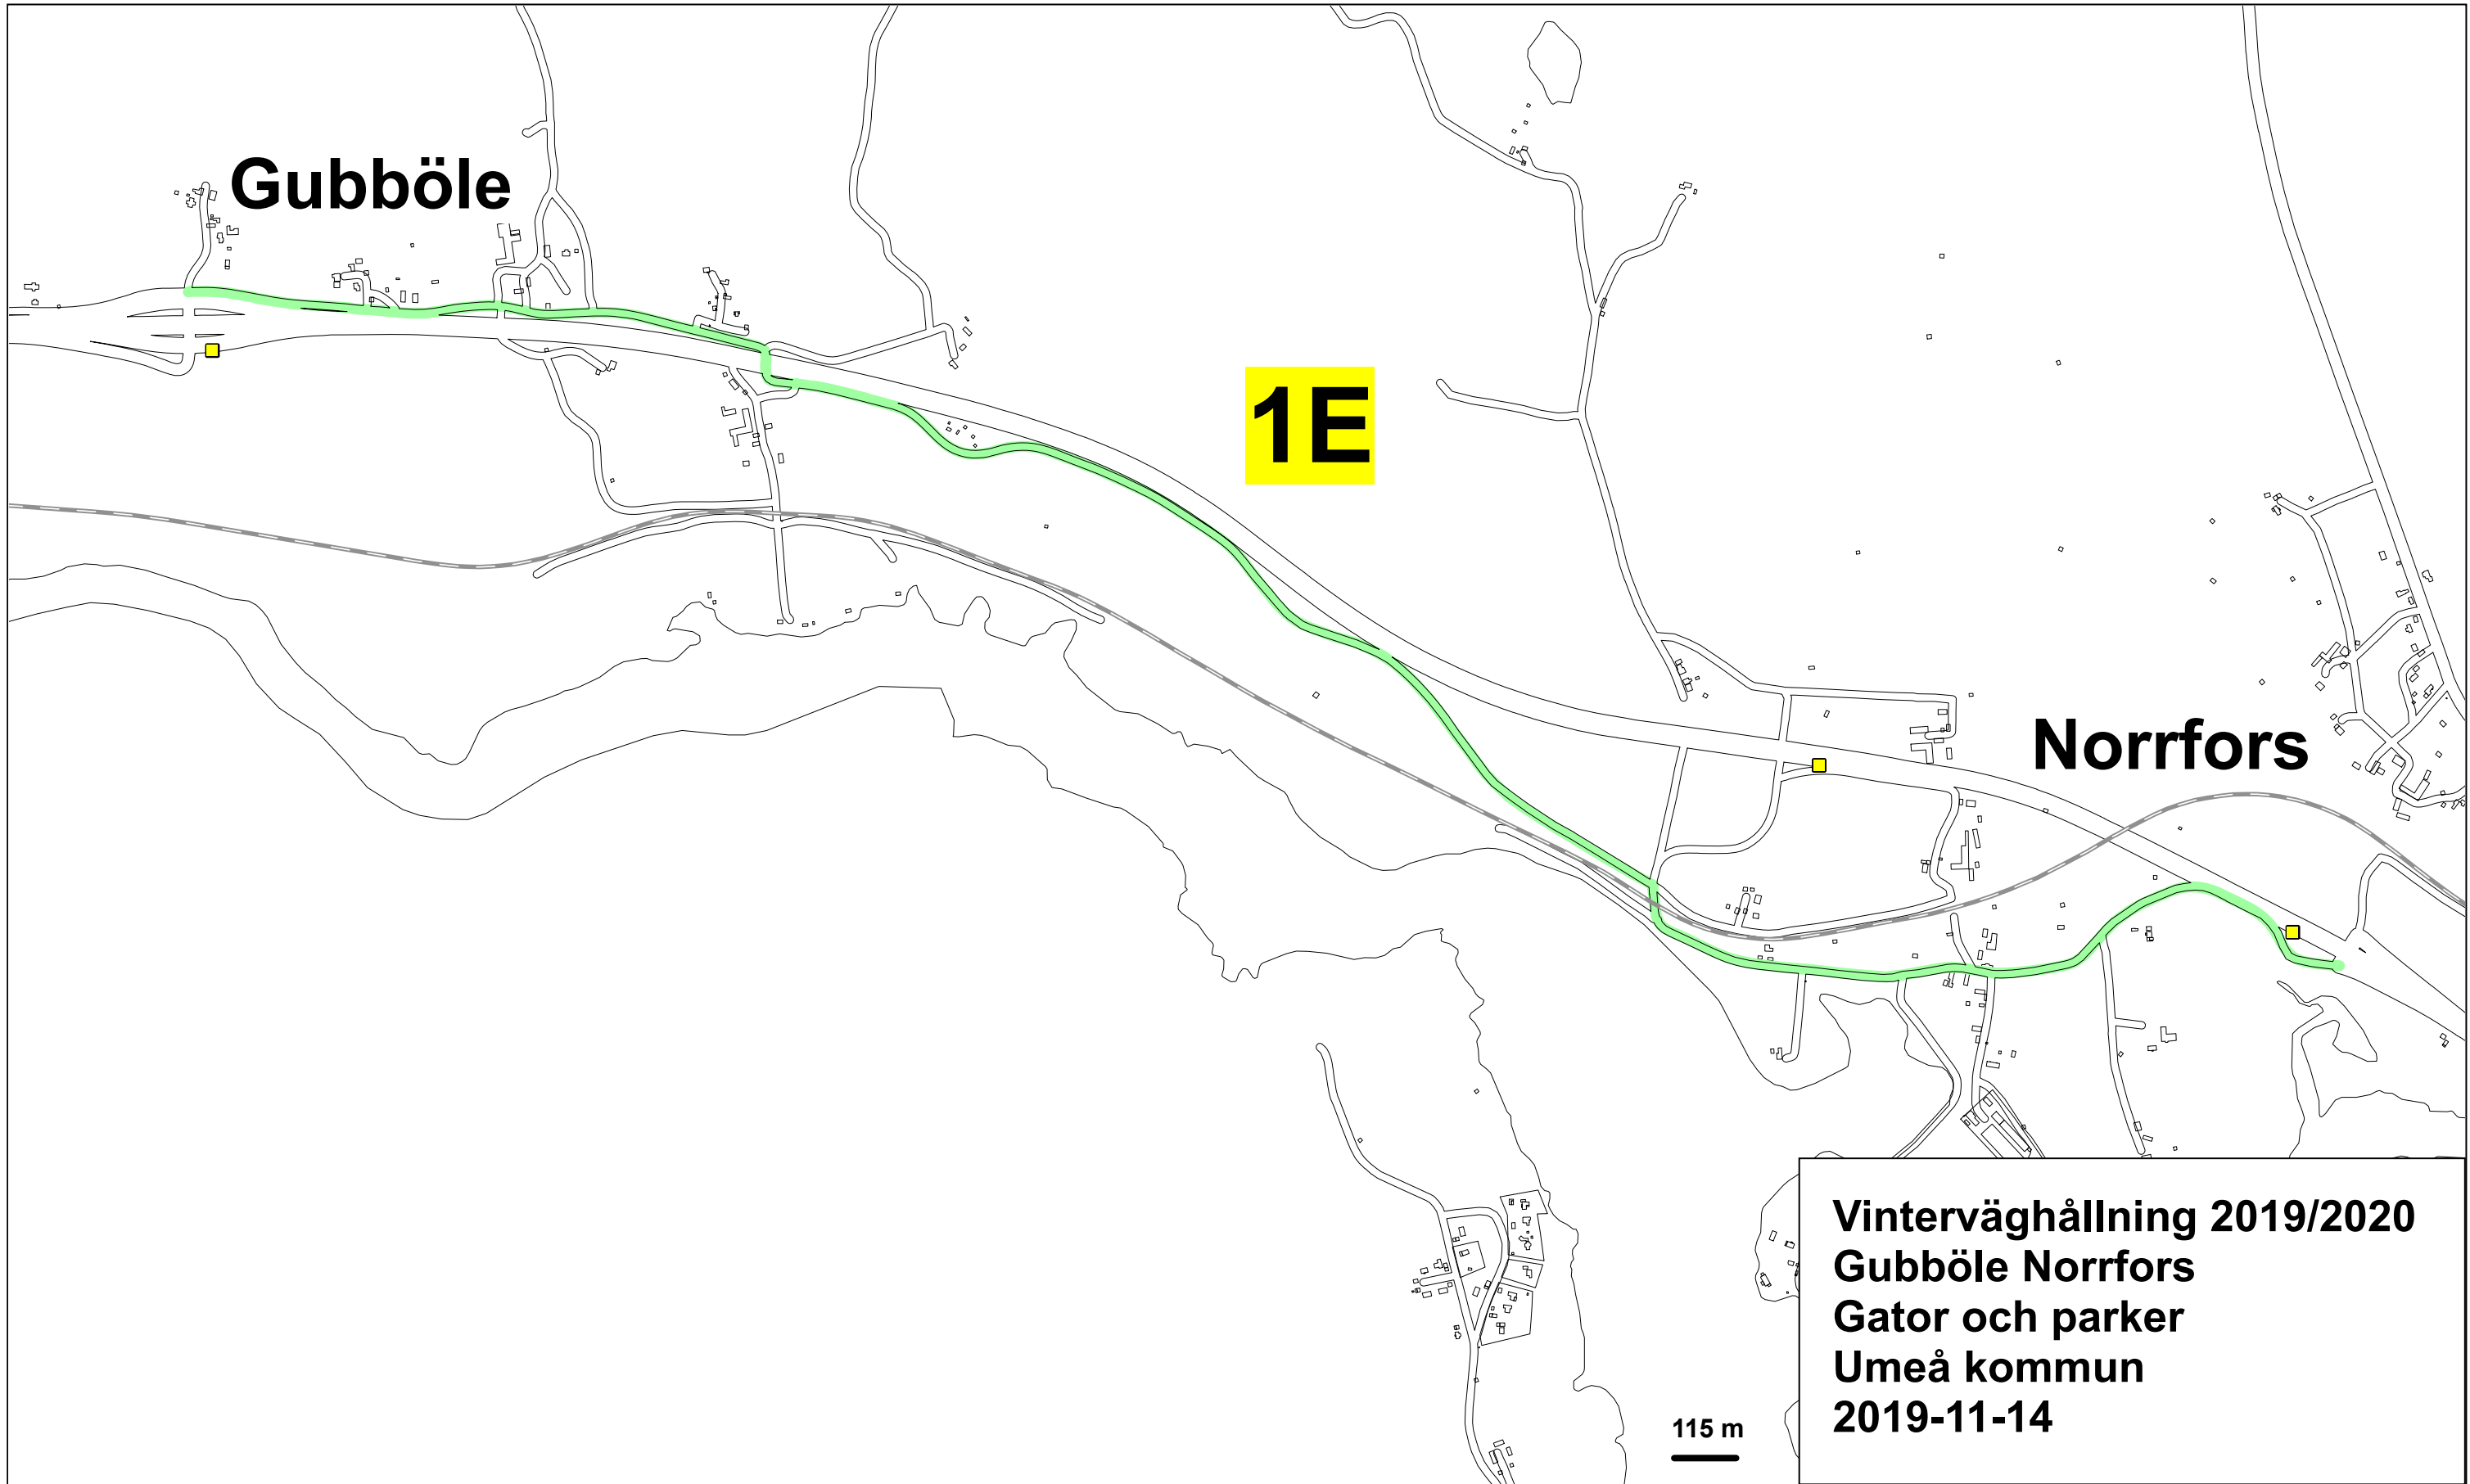 Gubböle
1E
Norrfors
Vinterväghållning 2019/2020
Gubböle Norrfors
Gator och parker
Umeå kommun
2019-11-14
115 m